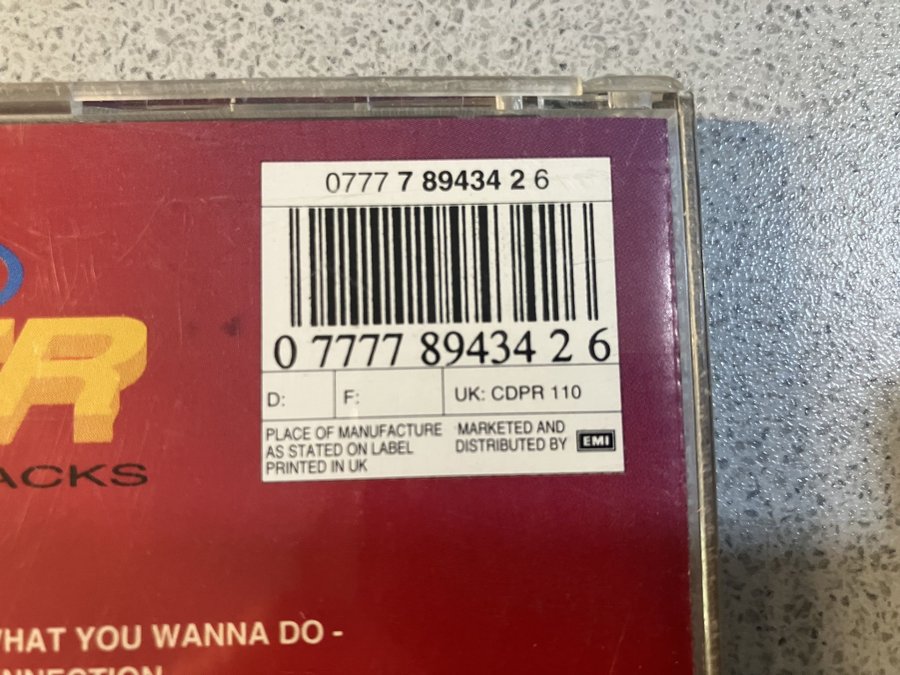 0777 7 89434 2 6
0 7777 89434 2 6
D: F: UK: CDPR 110
PLACE OF MANUFACTURE
AS STATED ON LABEL
PRINTED IN UK
MARKETED AND
DISTRIBUTED BY EMI
WHAT YOU WANNA DO -